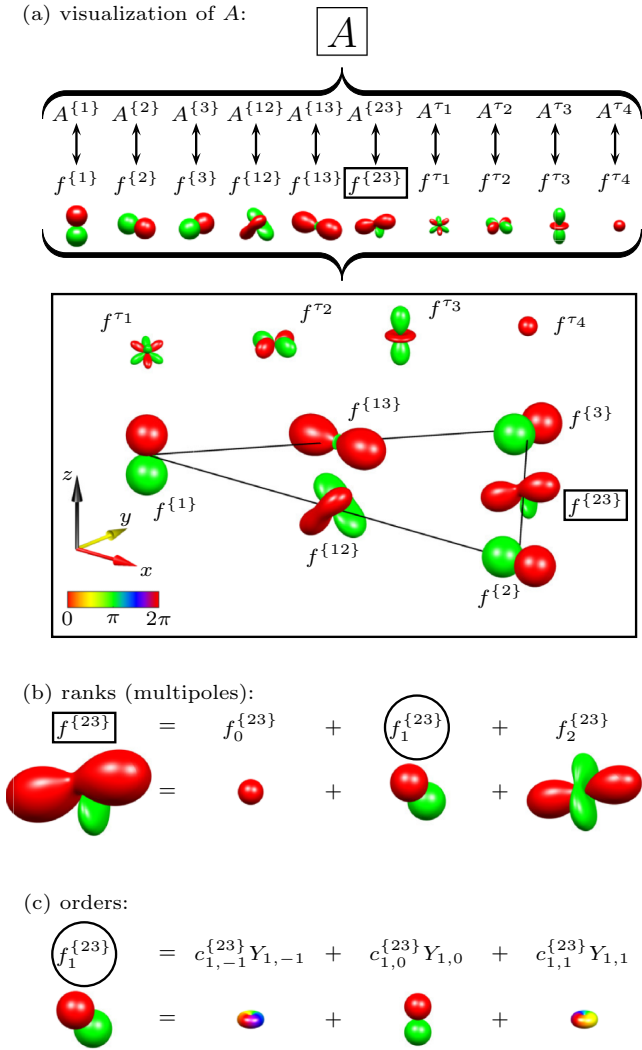 (a) visualization of A:
A
A^{1} A^{2} A^{3} A^{12} A^{13} A^{23} A^τ1 A^τ2 A^τ3 A^τ4
f^{1} f^{2} f^{3} f^{12} f^{13} f^{23} f^τ1 f^τ2 f^τ3 f^τ4
f^τ1 f^τ2 f^τ3 f^τ4
f^{13} f^{3}
z f^{1} f^{23}
y
x f^{12} f^{2}
0 π 2π
(b) ranks (multipoles):
f^{23} = f_0^{23} + f_1^{23} + f_2^{23}
= + +
(c) orders:
f_1^{23} = c_{1,-1}^{23} Y_{1,-1} + c_{1,0}^{23} Y_{1,0} + c_{1,1}^{23} Y_{1,1}
= + +